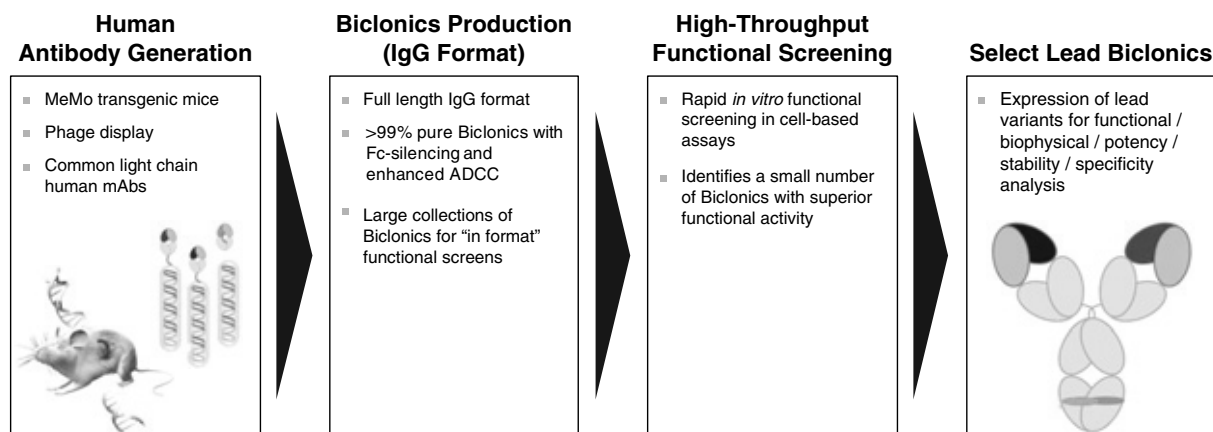 Human
Antibody Generation
MeMo transgenic mice
Phage display
Common light chain
human mAbs
Biclonics Production
(IgG Format)
Full length IgG format
>99% pure Biclonics with
Fc-silencing and
enhanced ADCC
Large collections of
Biclonics for “in format”
functional screens
High-Throughput
Functional Screening
Rapid in vitro functional
screening in cell-based
assays
Identifies a small number
of Biclonics with superior
functional activity
Select Lead Biclonics
Expression of lead
variants for functional /
biophysical / potency /
stability / specificity
analysis